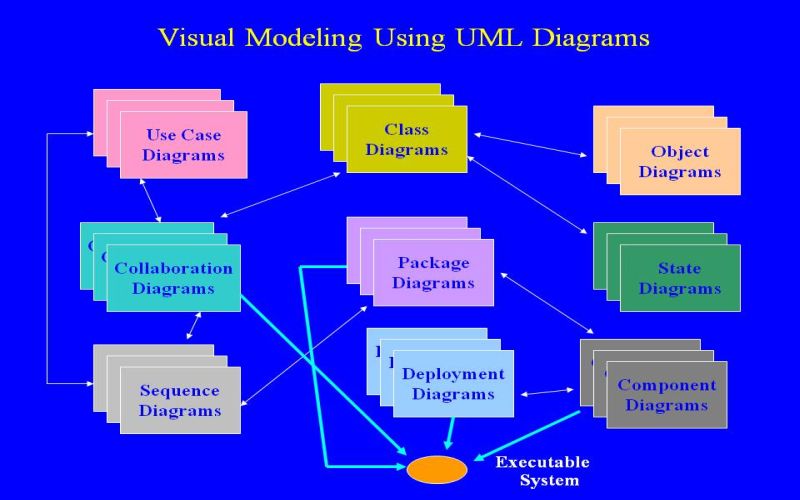 Visual Modeling Using UML Diagrams
Use Case
Diagrams
Class
Diagrams
Object
Diagrams
Collaboration
Diagrams
Package
Diagrams
State
Diagrams
Sequence
Diagrams
Deployment
Diagrams
Component
Diagrams
Executable
System